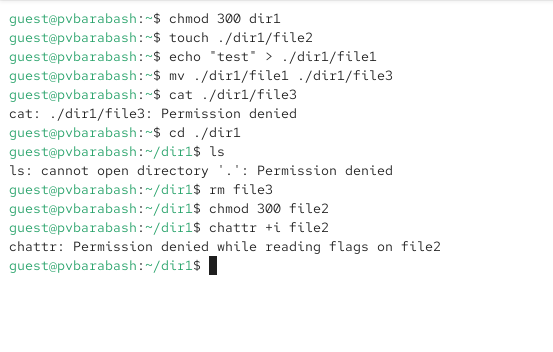 guest@pvbarabash:~$ chmod 300 dir1
guest@pvbarabash:~$ touch ./dir1/file2
guest@pvbarabash:~$ echo "test" > ./dir1/file1
guest@pvbarabash:~$ mv ./dir1/file1 ./dir1/file3
guest@pvbarabash:~$ cat ./dir1/file3
cat: ./dir1/file3: Permission denied
guest@pvbarabash:~$ cd ./dir1
guest@pvbarabash:~/dir1$ ls
ls: cannot open directory '.': Permission denied
guest@pvbarabash:~/dir1$ rm file3
guest@pvbarabash:~/dir1$ chmod 300 file2
guest@pvbarabash:~/dir1$ chattr +i file2
chattr: Permission denied while reading flags on file2
guest@pvbarabash:~/dir1$